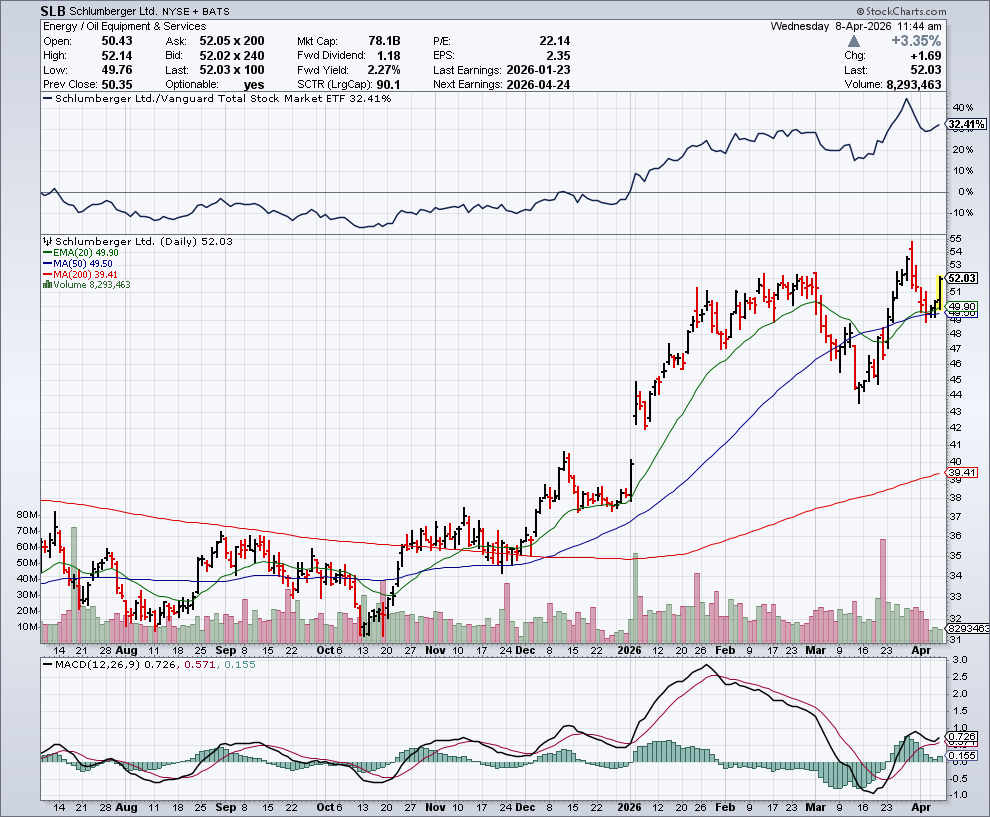 SLB Schlumberger Ltd. NYSE + BATS © StockCharts.com
Energy / Oil Equipment & Services Wednesday 8-Apr-2026 11:44 am
Open: 50.43 Ask: 52.05 x 200 Mkt Cap: 78.1B P/E: 22.14 +3.35%
High: 52.14 Bid: 52.02 x 240 Fwd Dividend: 1.18 EPS: 2.35 Chg: +1.69
Low: 49.76 Last: 52.03 x 100 Fwd Yield: 2.27% Last Earnings: 2026-01-23 Last: 52.03
Prev Close: 50.35 Optionable: yes SCTR (LrgCap): 90.1 Next Earnings: 2026-04-24 Volume: 8,293,463
Schlumberger Ltd./Vanguard Total Stock Market ETF 32.41%
40%
32.41%
20%
10%
0%
-10%
Schlumberger Ltd. (Daily) 52.03
EMA(20) 49.90
MA(50) 49.50
MA(200) 39.41
Volume 8,293,463
55
54
53
52.03
51
49.90
48
47
46
45
44
43
42
41
40
39.41
39
38
37
36
35
34
33
32
31
80M
70M
60M
50M
40M
30M
20M
10M
8293463
14 21 28 Aug 11 18 25 Sep 8 15 22 Oct 6 13 20 27 Nov 10 17 24 Dec 8 15 22 2026 12 20 26 Feb 9 17 23 Mar 9 16 23 Apr
MACD(12,26,9) 0.726, 0.571, 0.155
3.0
2.5
2.0
1.5
1.0
0.726
0.155
-0.5
-1.0
14 21 28 Aug 11 18 25 Sep 8 15 22 Oct 6 13 20 27 Nov 10 17 24 Dec 8 15 22 2026 12 20 26 Feb 9 17 23 Mar 9 16 23 Apr